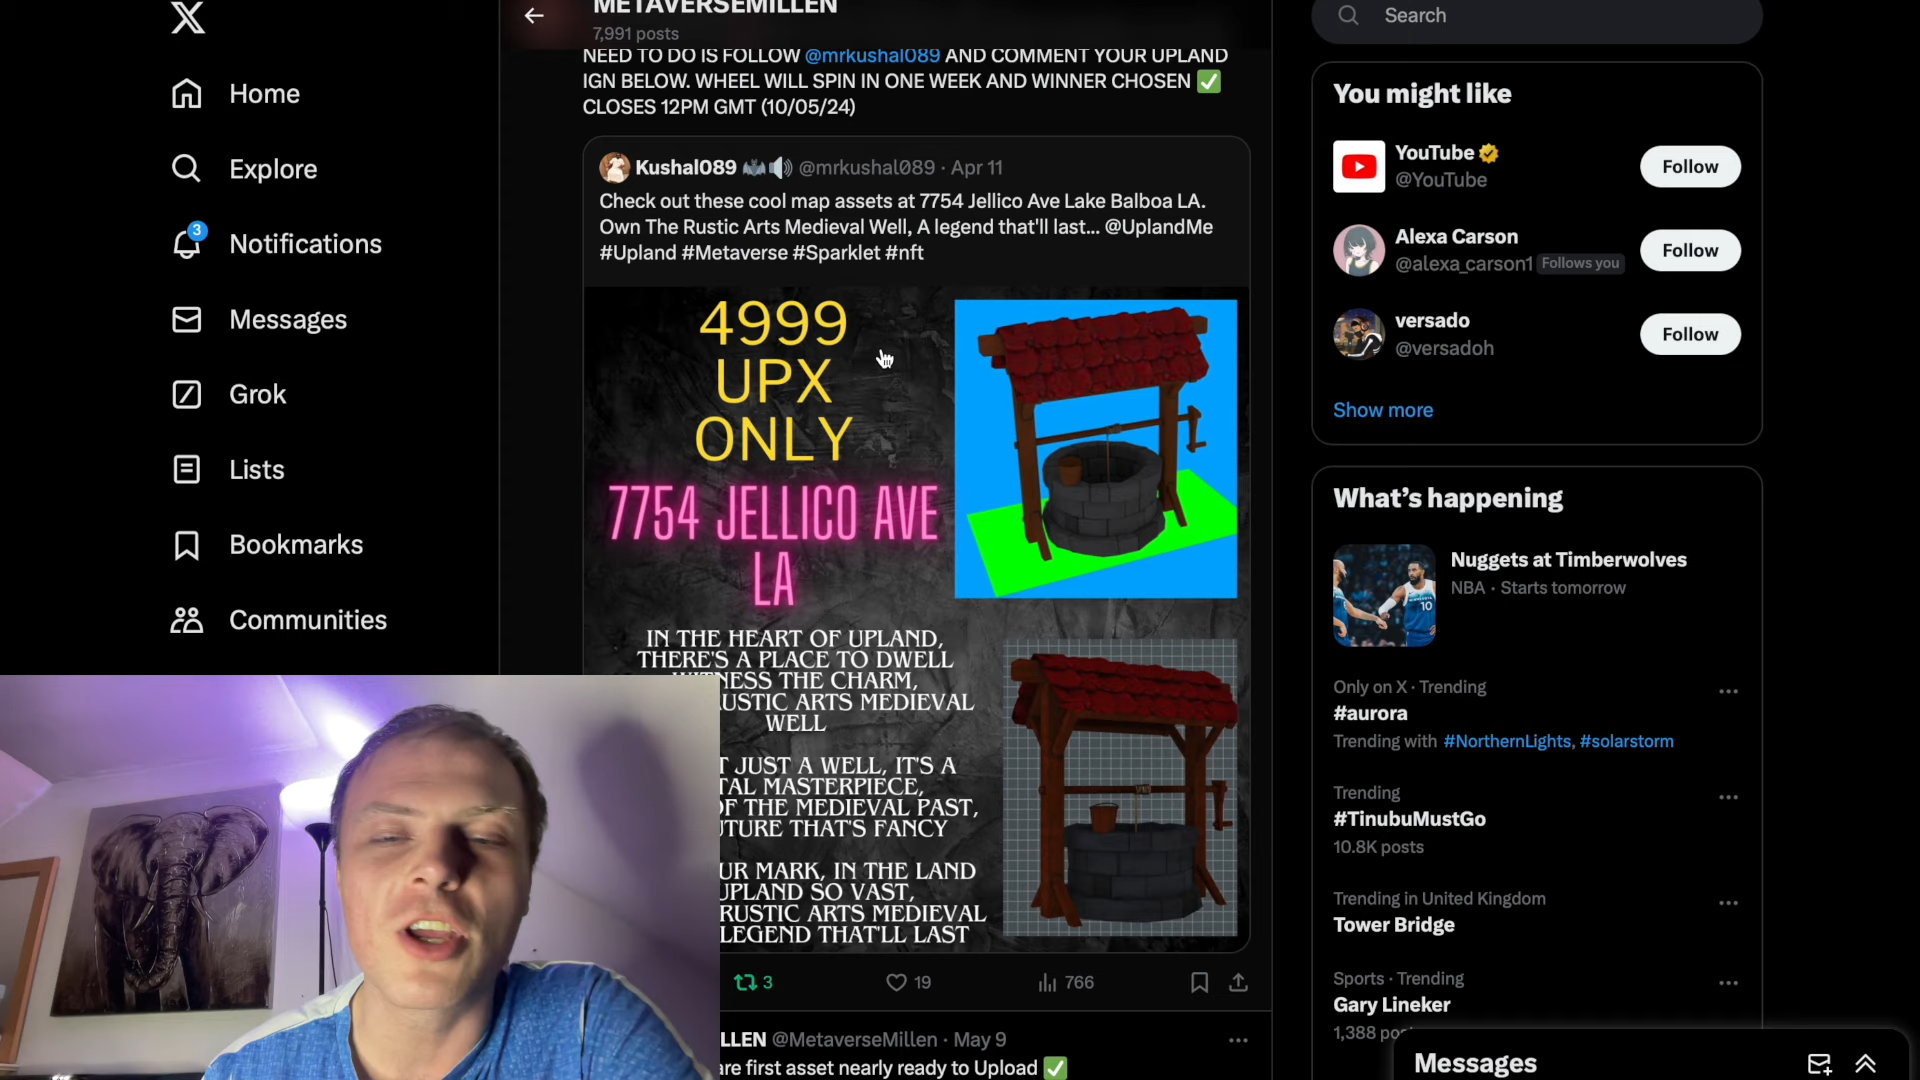 METAVERSEMILLEN
7,991 posts
Search
NEED TO DO IS FOLLOW @mrkushal089 AND COMMENT YOUR UPLAND
IGN BELOW. WHEEL WILL SPIN IN ONE WEEK AND WINNER CHOSEN ✅
CLOSES 12PM GMT (10/05/24)
Home
Explore
3
Notifications
Messages
Grok
Lists
Bookmarks
Communities
Kushal089 🦇🔊 @mrkushal089 · Apr 11
Check out these cool map assets at 7754 Jellico Ave Lake Balboa LA.
Own The Rustic Arts Medieval Well, A legend that'll last... @UplandMe
#Upland #Metaverse #Sparklet #nft
4999
UPX
ONLY
7754 JELLICO AVE
LA
IN THE HEART OF UPLAND,
THERE'S A PLACE TO DWELL
NESS THE CHARM,
USTIC ARTS MEDIEVAL
WELL
T JUST A WELL, IT'S A
TAL MASTERPIECE,
OF THE MEDIEVAL PAST,
UTURE THAT'S FANCY
UR MARK, IN THE LAND
UPLAND SO VAST,
RUSTIC ARTS MEDIEVAL
LEGEND THAT'LL LAST
3
19
766
LLEN @MetaverseMillen · May 9
are first asset nearly ready to Upload ✅
You might like
YouTube
@YouTube
Follow
Alexa Carson
@alexa_carson1 Follows you
Follow
versado
@versadoh
Follow
Show more
What's happening
Nuggets at Timberwolves
NBA · Starts tomorrow
10
Only on X · Trending
#aurora
Trending with #NorthernLights, #solarstorm
Trending
#TinubuMustGo
10.8K posts
Trending in United Kingdom
Tower Bridge
Sports · Trending
Gary Lineker
1,388 po
Messages